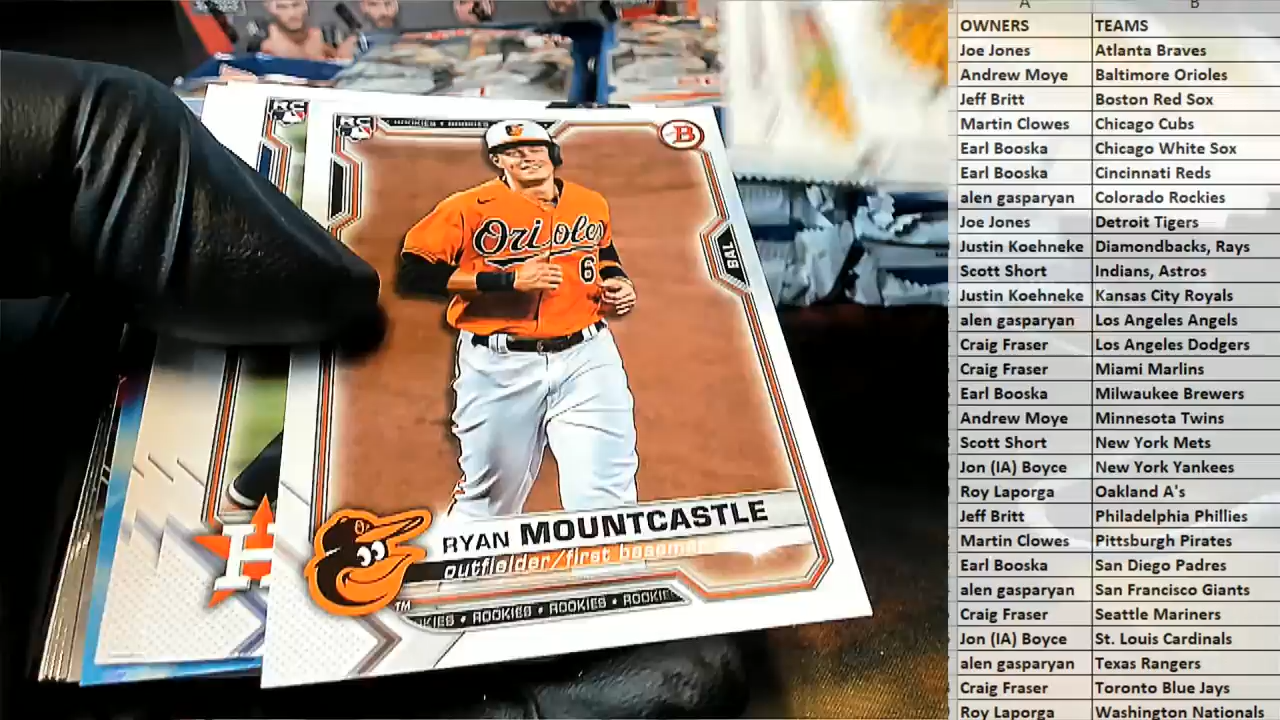 RC
RC
ROOKIES • ROOKIES
B
Orioles
6
BAL
H
RYAN MOUNTCASTLE
outfielder/first baseman
TM
KIES • ROOKIES • ROOKIES • ROOKIE
A B
OWNERS TEAMS
Joe Jones Atlanta Braves
Andrew Moye Baltimore Orioles
Jeff Britt Boston Red Sox
Martin Clowes Chicago Cubs
Earl Booska Chicago White Sox
Earl Booska Cincinnati Reds
alen gasparyan Colorado Rockies
Joe Jones Detroit Tigers
Justin Koehneke Diamondbacks, Rays
Scott Short Indians, Astros
Justin Koehneke Kansas City Royals
alen gasparyan Los Angeles Angels
Craig Fraser Los Angeles Dodgers
Craig Fraser Miami Marlins
Earl Booska Milwaukee Brewers
Andrew Moye Minnesota Twins
Scott Short New York Mets
Jon (IA) Boyce New York Yankees
Roy Laporga Oakland A's
Jeff Britt Philadelphia Phillies
Martin Clowes Pittsburgh Pirates
Earl Booska San Diego Padres
alen gasparyan San Francisco Giants
Craig Fraser Seattle Mariners
Jon (IA) Boyce St. Louis Cardinals
alen gasparyan Texas Rangers
Craig Fraser Toronto Blue Jays
Roy Laporga Washington Nationals